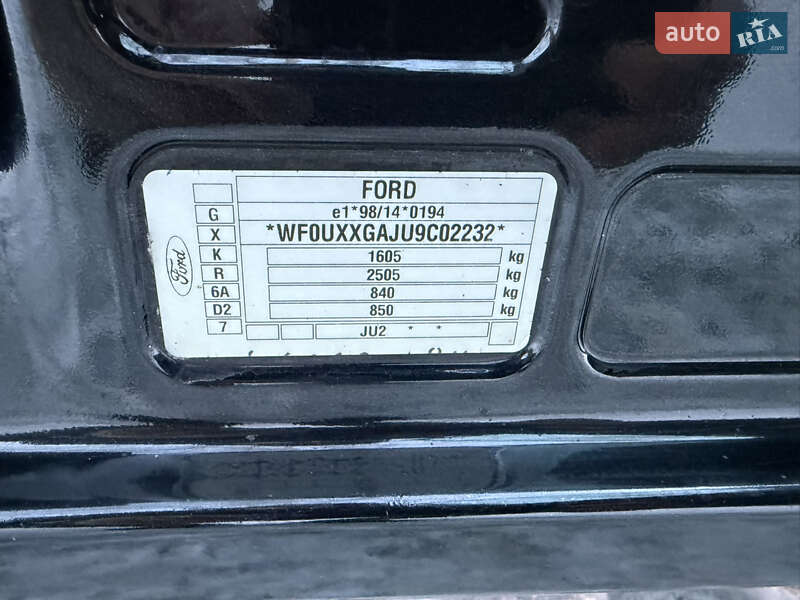 auto RIA
.com
FORD
G e1*98/14*0194
X *WF0UXXGAJU9C02232*
K 1605 kg
R 2505 kg
6A 840 kg
D2 850 kg
7 JU2 * *
Ford